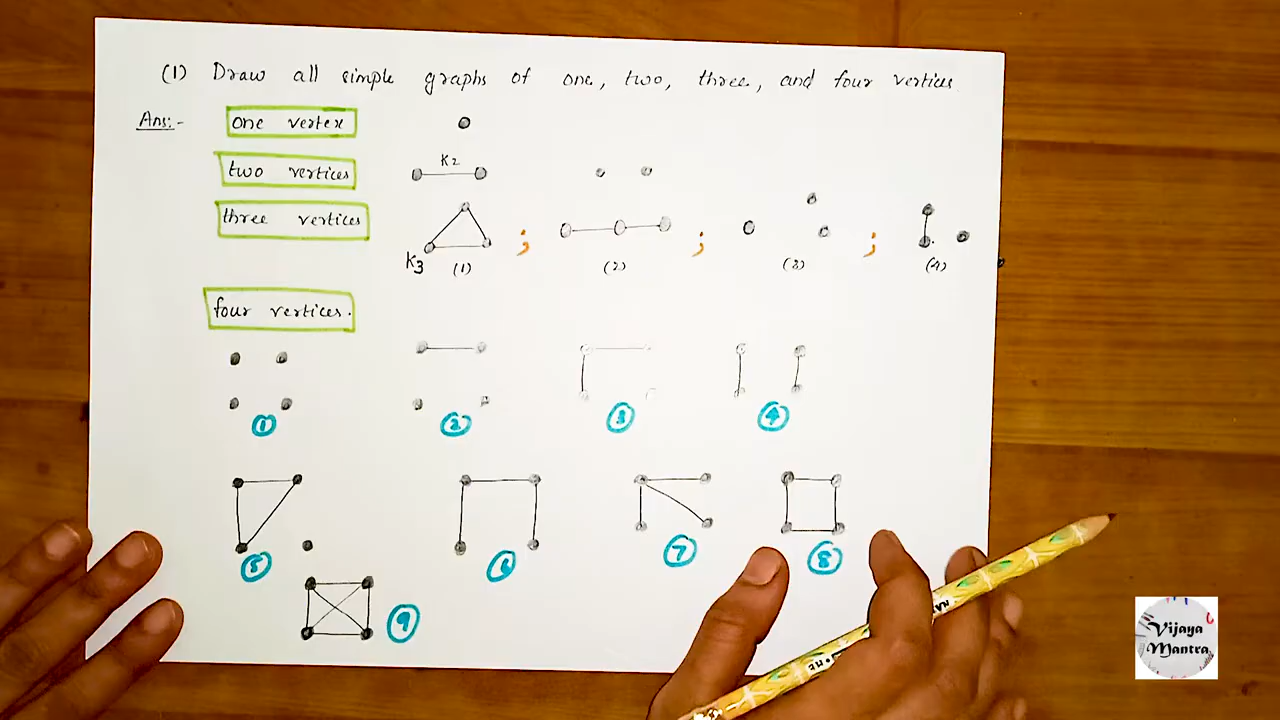 (1) Draw all simple graphs of one, two, three, and four vertices.
Ans:-
one vertex
two vertices
K2
three vertices
K3 (1) ; (2) ; (3) ; (4)
four vertices.
1 2 3 4
5 6 7 8
9
Vijaya
Mantra